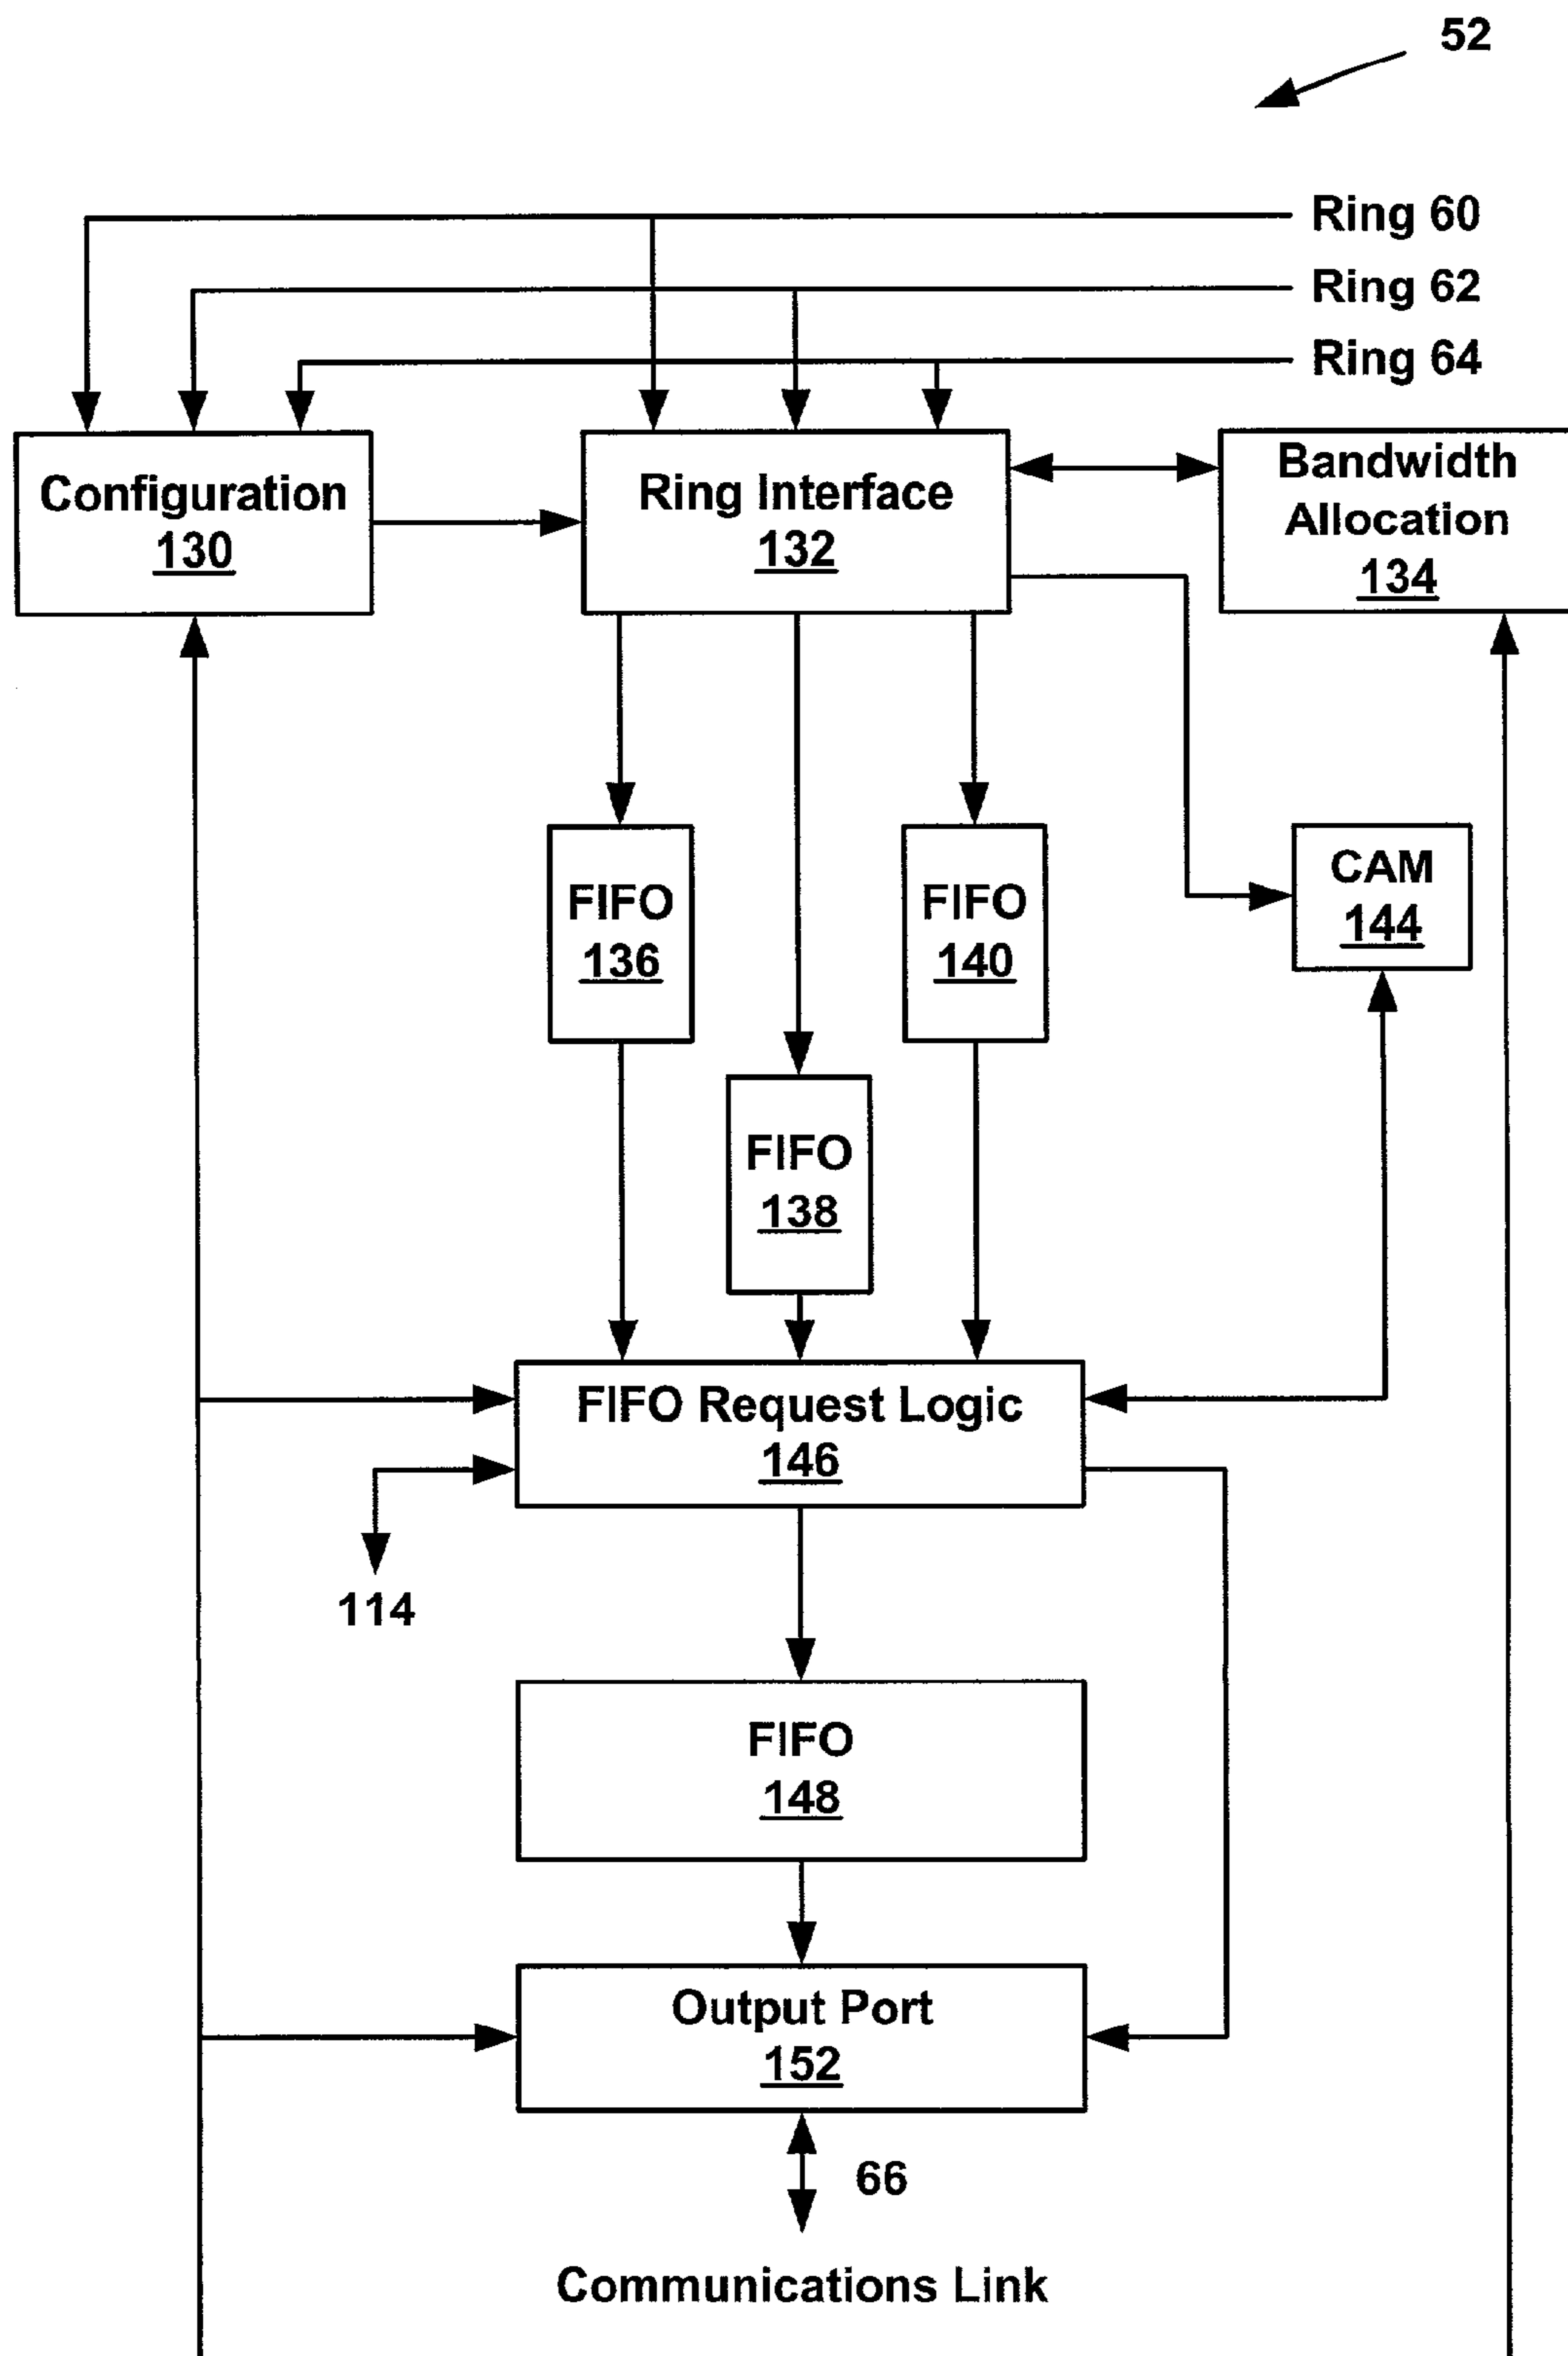 52
Ring 60
Ring 62
Ring 64
Configuration
130
Ring Interface
132
Bandwidth
Allocation
134
FIFO
136
FIFO
140
CAM
144
FIFO
138
FIFO Request Logic
146
114
FIFO
148
Output Port
152
66
Communications Link